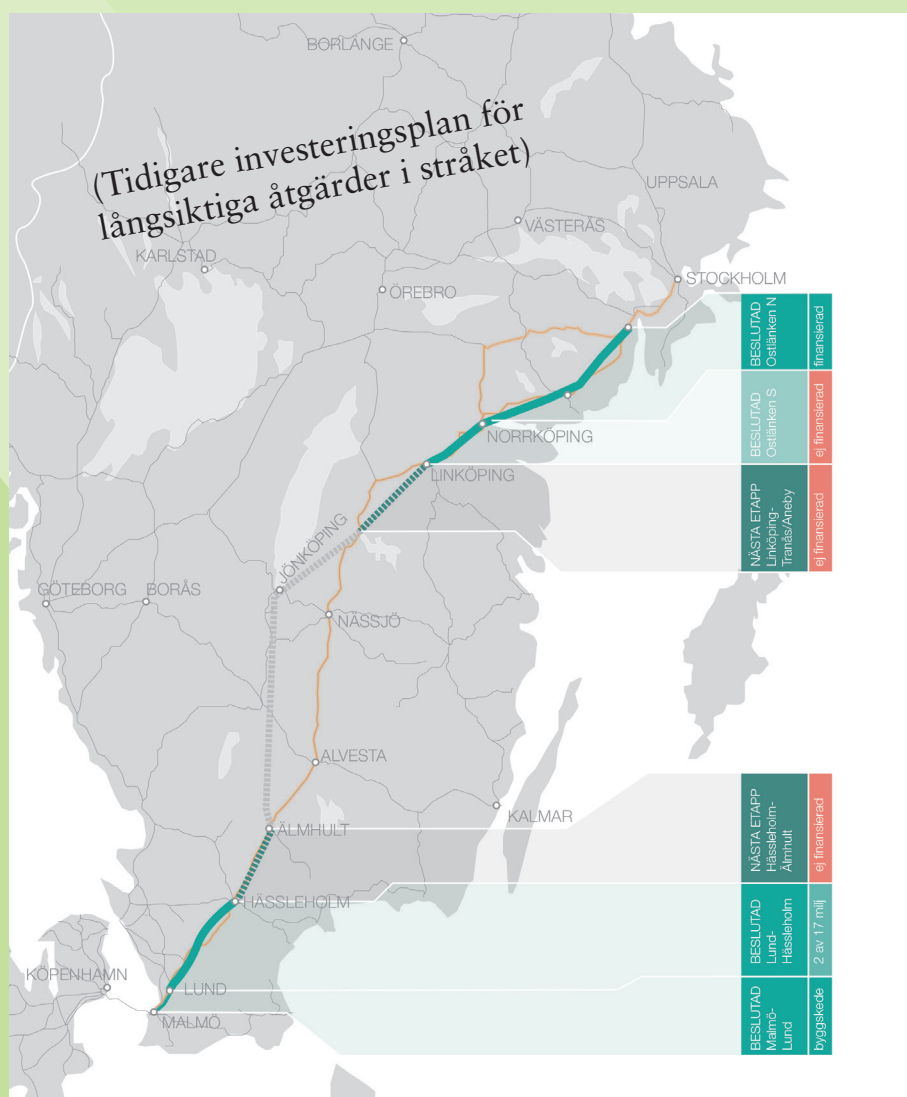 BORLÄNGE
(Tidigare investeringsplan för
långsiktiga åtgärder i stråket)
UPPSALA
VÄSTERÅS
KARLSTAD
STOCKHOLM
ÖREBRO
BESLUTAD
Ostlänken N
finansierad
BESLUTAD
Ostlänken S
ej finansierad
NORRKÖPING
LINKÖPING
NÄSTA ETAPP
Linköping-
Tranås/Aneby
ej finansierad
JÖNKÖPING
GÖTEBORG
BORÅS
NÄSSJÖ
ALVESTA
KALMAR
ÄLMHULT
NÄSTA ETAPP
Hässleholm-
Älmhult
ej finansierad
HÄSSLEHOLM
BESLUTAD
Lund-
Hässleholm
2 av 17 milj
KÖPENHAMN
LUND
MALMÖ
BESLUTAD
Malmö-
Lund
byggskede